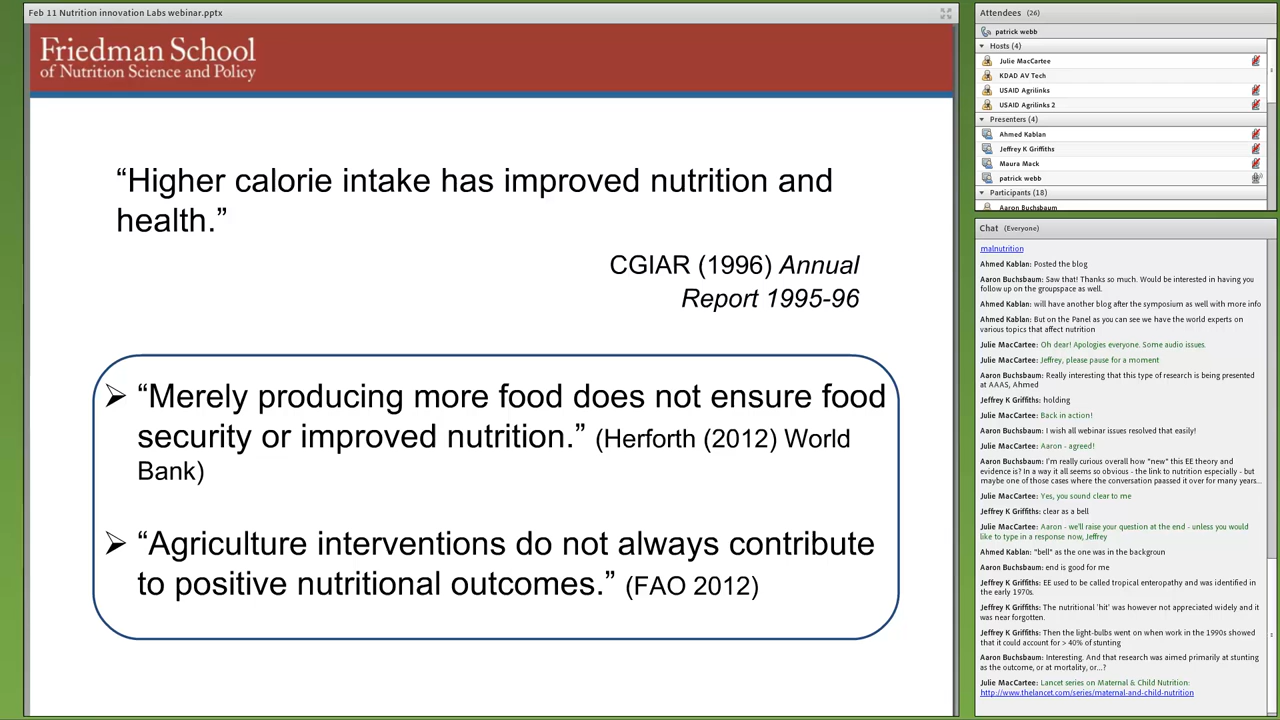 Feb 11 Nutrition innovation Labs webinar.pptx
Friedman School
of Nutrition Science and Policy
“Higher calorie intake has improved nutrition and
health.”
CGIAR (1996) Annual
Report 1995-96
➢ “Merely producing more food does not ensure food
security or improved nutrition.” (Herforth (2012) World
Bank)
➢ “Agriculture interventions do not always contribute
to positive nutritional outcomes.” (FAO 2012)
Attendees (26)
patrick webb
Hosts (4)
Julie MacCartee
KDAD AV Tech
USAID Agrilinks
USAID Agrilinks 2
Presenters (4)
Ahmed Kablan
Jeffrey K Griffiths
Maura Mack
patrick webb
Participants (18)
Aaron Buchsbaum
Chat (Everyone)
malnutrition
Ahmed Kablan: Posted the blog
Aaron Buchsbaum: Saw that! Thanks so much. Would be interested in having you
follow up on the groupspace as well.
Ahmed Kablan: will have another blog after the symposium as well with more info
Ahmed Kablan: But on the Panel as you can see we have the world experts on
various topics that affect nutrition
Julie MacCartee: Oh dear! Apologies everyone. Some audio issues.
Julie MacCartee: Jeffrey, please pause for a moment
Aaron Buchsbaum: Really interesting that this type of research is being presented
at AAAS, Ahmed
Jeffrey K Griffiths: holding
Julie MacCartee: Back in action!
Aaron Buchsbaum: I wish all webinar issues resolved that easily!
Julie MacCartee: Aaron - agreed!
Aaron Buchsbaum: I'm really curious overall how "new" this EE theory and
evidence is? In a way it all seems so obvious - the link to nutrition especially - but
maybe one of those cases where the conversation passed it over for many years...
Julie MacCartee: Yes, you sound clear to me
Jeffrey K Griffiths: clear as a bell
Julie MacCartee: Aaron - we'll raise your question at the end - unless you would
like to type in a response now, Jeffrey
Ahmed Kablan: "bell" as the one was in the backgroun
Aaron Buchsbaum: end is good for me
Jeffrey K Griffiths: EE used to be called tropical enteropathy and was identified in
the early 1970s.
Jeffrey K Griffiths: The nutritional 'hit' was however not appreciated widely and it
was near forgotten.
Jeffrey K Griffiths: Then the light-bulbs went on when work in the 1990s showed
that it could account for > 40% of stunting
Aaron Buchsbaum: Interesting. And that research was aimed primarily at stunting
as the outcome, or at mortality, or...?
Julie MacCartee: Lancet series on Maternal & Child Nutrition:
http://www.thelancet.com/series/maternal-and-child-nutrition